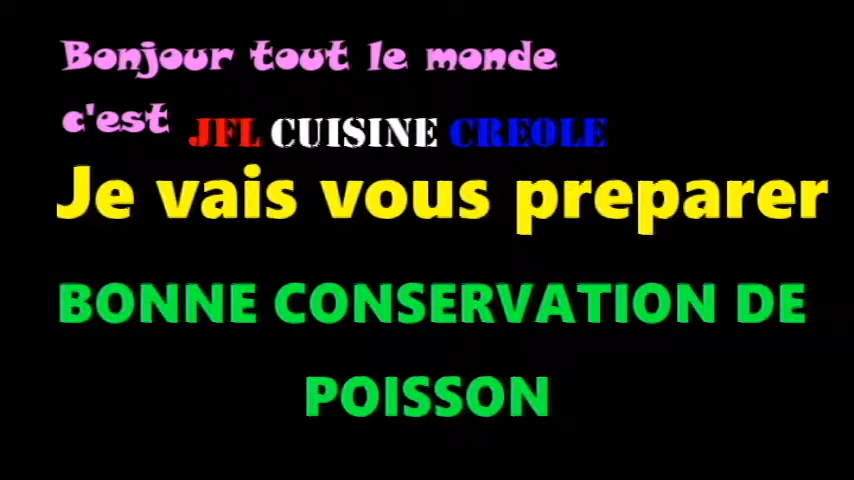 Bonjour tout le monde
c'est JFL CUISINE CREOLE
Je vais vous preparer
BONNE CONSERVATION DE
POISSON